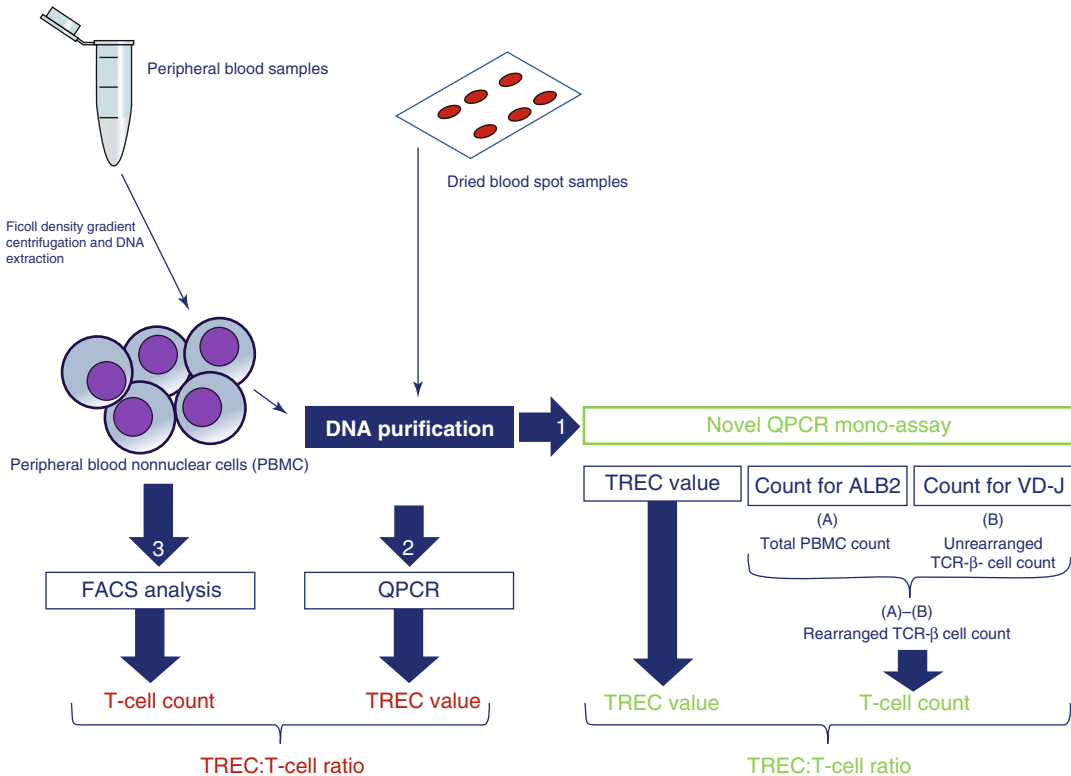 Peripheral blood samples
Dried blood spot samples
Ficoll density gradient
centrifugation and DNA
extraction
Peripheral blood nonnuclear cells (PBMC)
DNA purification
1
Novel QPCR mono-assay
TREC value
Count for ALB2
Count for VD-J
(A)
Total PBMC count
(B)
Unrearranged
TCR-β- cell count
3
2
FACS analysis
QPCR
(A)–(B)
Rearranged TCR-β cell count
T-cell count
TREC value
TREC value
T-cell count
TREC:T-cell ratio
TREC:T-cell ratio